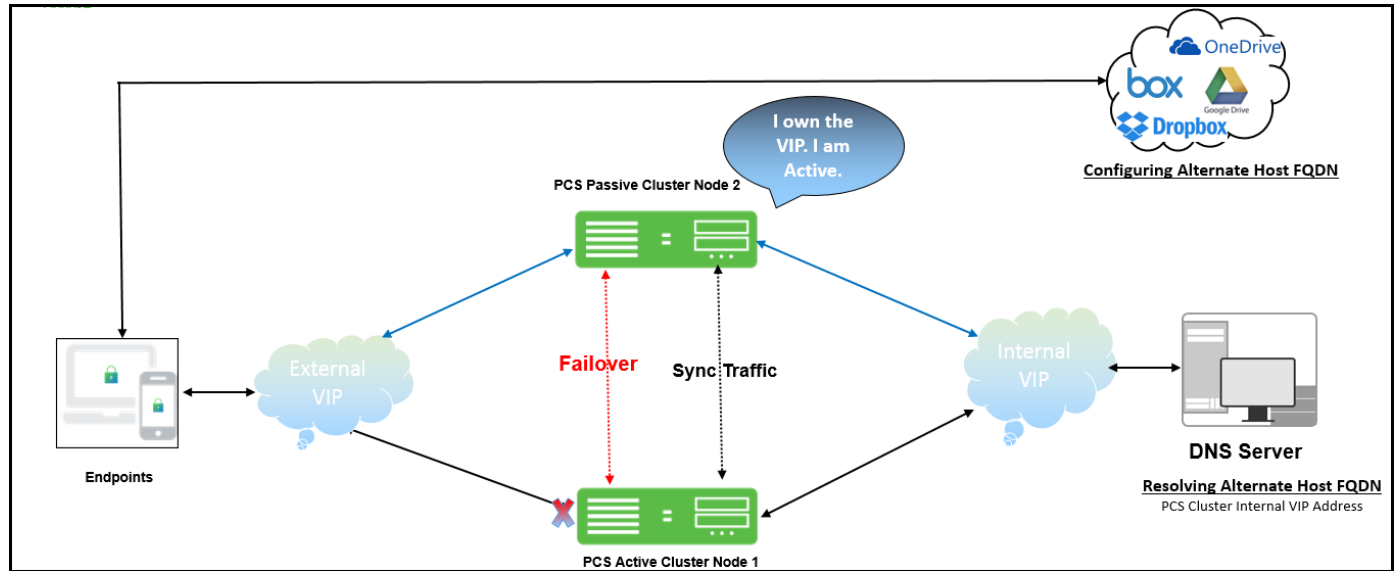 OneDrive
box
Google Drive
Dropbox
Configuring Alternate Host FQDN
I own the
VIP. I am
Active.
PCS Passive Cluster Node 2
External
VIP
Failover
Sync Traffic
Internal
VIP
Endpoints
DNS Server
Resolving Alternate Host FQDN
PCS Cluster Internal VIP Address
PCS Active Cluster Node 1